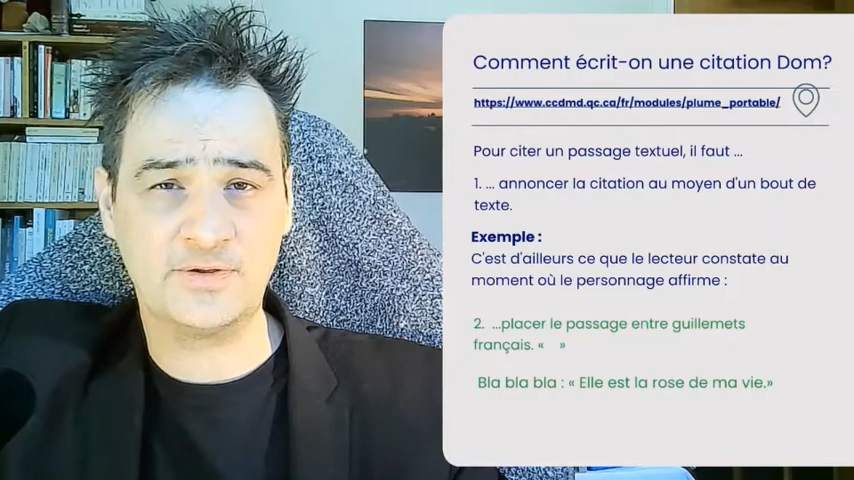 Comment écrit-on une citation Dom?
https://www.ccdmd.qc.ca/fr/modules/plume_portable/
Pour citer un passage textuel, il faut ...
1. ... annoncer la citation au moyen d'un bout de
texte.
Exemple :
C'est d'ailleurs ce que le lecteur constate au
moment où le personnage affirme :
2. ...placer le passage entre guillemets
français. «    »
Bla bla bla : « Elle est la rose de ma vie.»